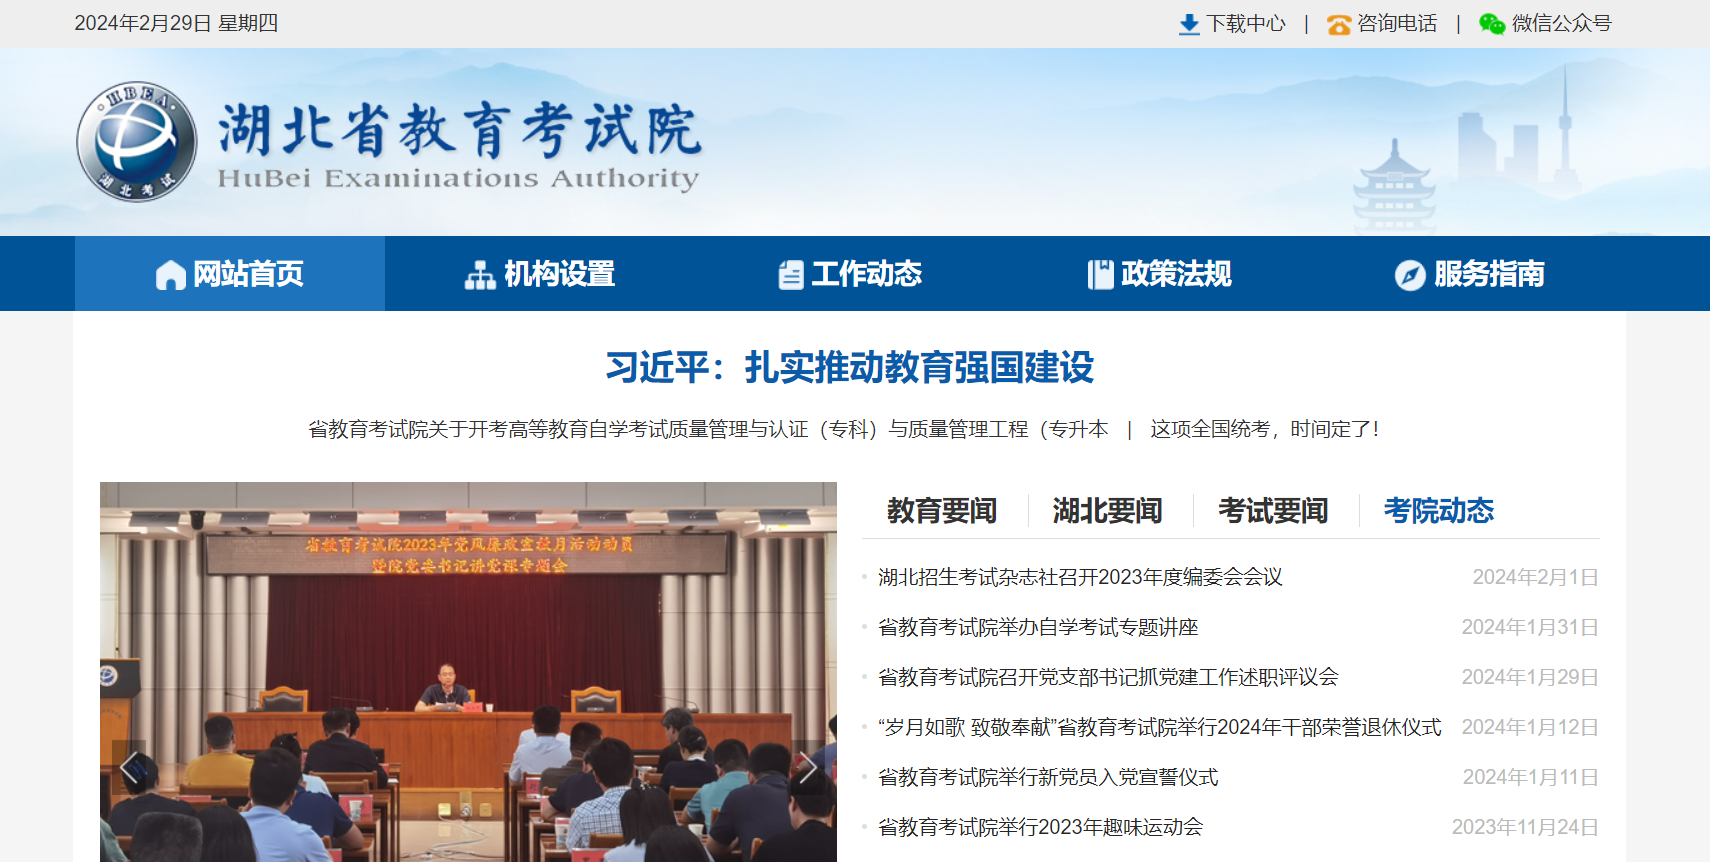 2024年2月29日 星期四
下载中心 | 咨询电话 | 微信公众号
HBEA
湖北考试
湖北省教育考试院
HuBei Examinations Authority
网站首页 机构设置 工作动态 政策法规 服务指南
习近平：扎实推动教育强国建设
省教育考试院关于开考高等教育自学考试质量管理与认证（专科）与质量管理工程（专升本 | 这项全国统考，时间定了！
省教育考试院2023年党风廉政宣教月活动动员
暨院党委书记讲党课专题会
教育要闻 湖北要闻 考试要闻 考院动态
湖北招生考试杂志社召开2023年度编委会会议 2024年2月1日
省教育考试院举办自学考试专题讲座 2024年1月31日
省教育考试院召开党支部书记抓党建工作述职评议会 2024年1月29日
“岁月如歌 致敬奉献”省教育考试院举行2024年干部荣誉退休仪式 2024年1月12日
省教育考试院举行新党员入党宣誓仪式 2024年1月11日
省教育考试院举行2023年趣味运动会 2023年11月24日